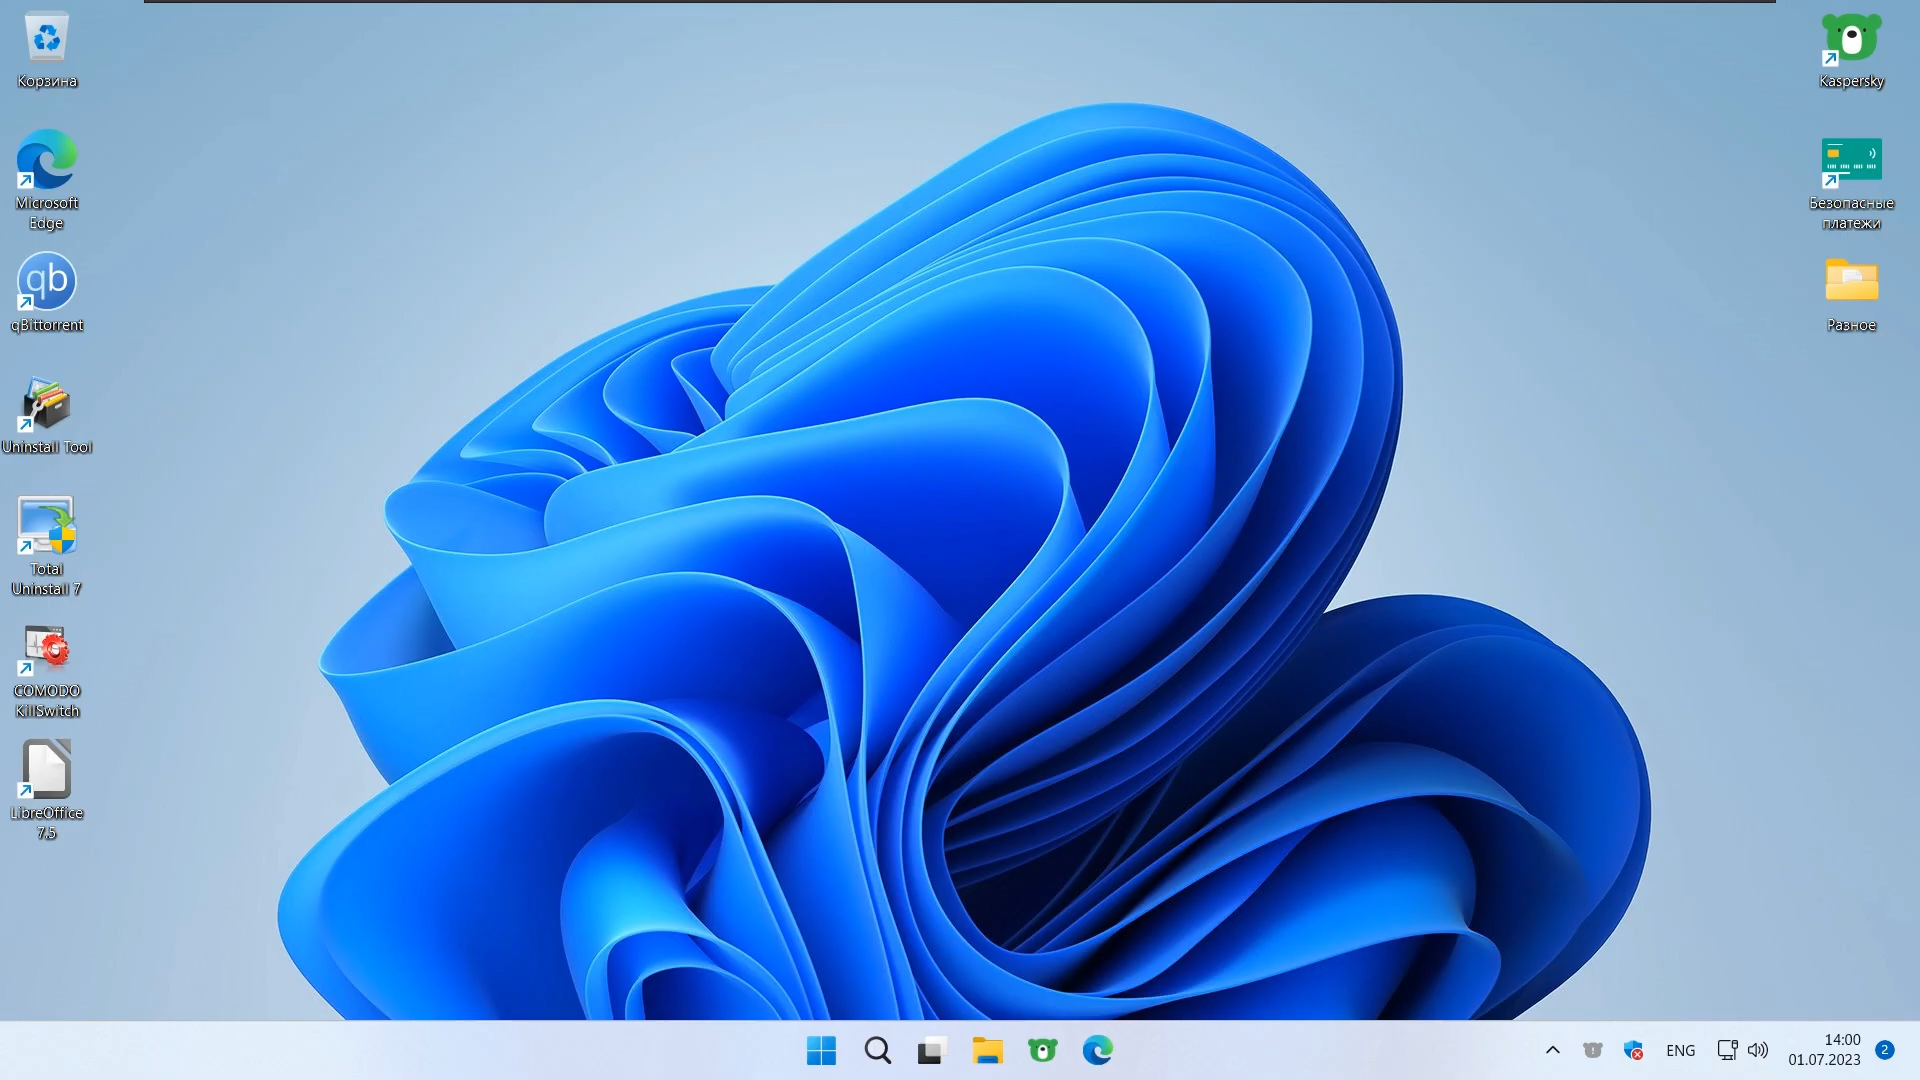 Корзина
Microsoft
Edge
qb
qBittorrent
Uninstall Tool
Total
Uninstall 7
COMODO
KillSwitch
LibreOffice
7.5
Kaspersky
Безопасные
платежи
Разное
ENG
14:00
01.07.2023
2